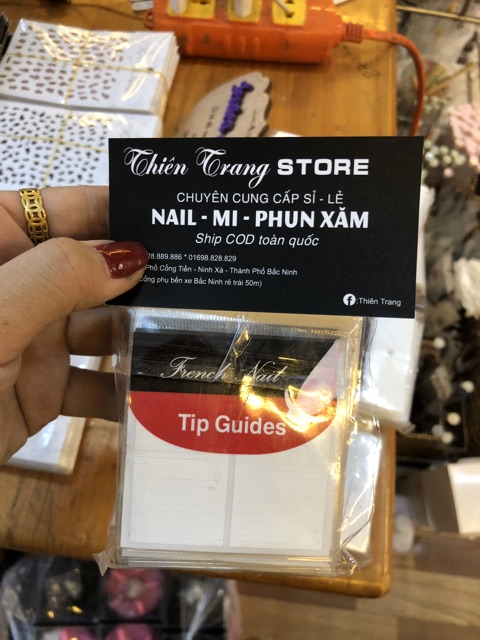 Thiên Trang STORE
CHUYÊN CUNG CẤP SỈ - LẺ
NAIL - MI - PHUN XĂM
Ship COD toàn quốc
28.889.886 * 01698.828.829
Phố Cổng Tiền - Ninh Xá - Thành Phố Bắc Ninh
cổng phụ bến xe Bắc Ninh rẽ trái 50m)
:Thiên Trang
French Nail
Tip Guides